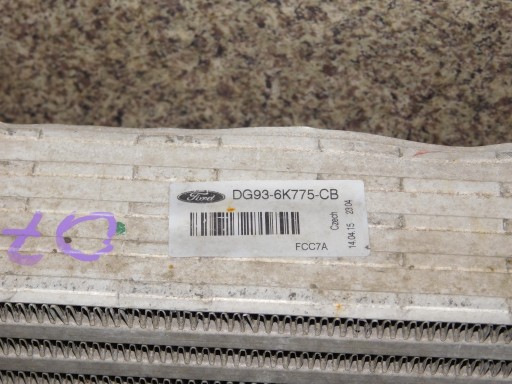 Ford
DG93-6K775-CB
Czech 23:04
14.04.15
FCC7A